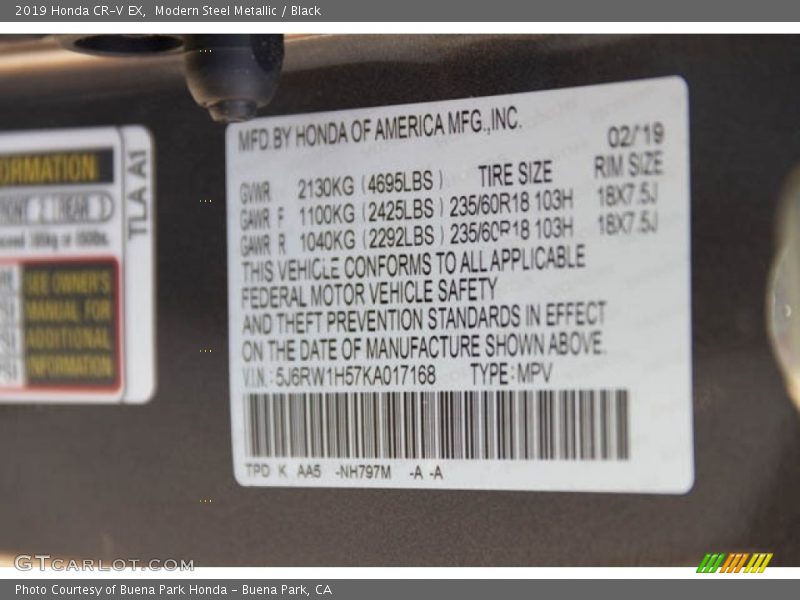 2019 Honda CR-V EX,  Modern Steel Metallic / Black
ORMATION
TLA A1
FRONT 2 REAR
SEE OWNER'S
MANUAL FOR
ADDITIONAL
INFORMATION
MFD.BY HONDA OF AMERICA MFG.,INC.
02/'19
GVWR 2130KG (4695LBS) TIRE SIZE RIM SIZE
GAWR F 1100KG (2425LBS) 235/60R18 103H 18X7.5J
GAWR R 1040KG (2292LBS) 235/60R18 103H 18X7.5J
THIS VEHICLE CONFORMS TO ALL APPLICABLE
FEDERAL MOTOR VEHICLE SAFETY
AND THEFT PREVENTION STANDARDS IN EFFECT
ON THE DATE OF MANUFACTURE SHOWN ABOVE.
V.I.N.: 5J6RW1H57KA017168 TYPE:MPV
TPD K AA5 -NH797M -A -A
GTCARLOT.COM
Photo Courtesy of Buena Park Honda - Buena Park, CA